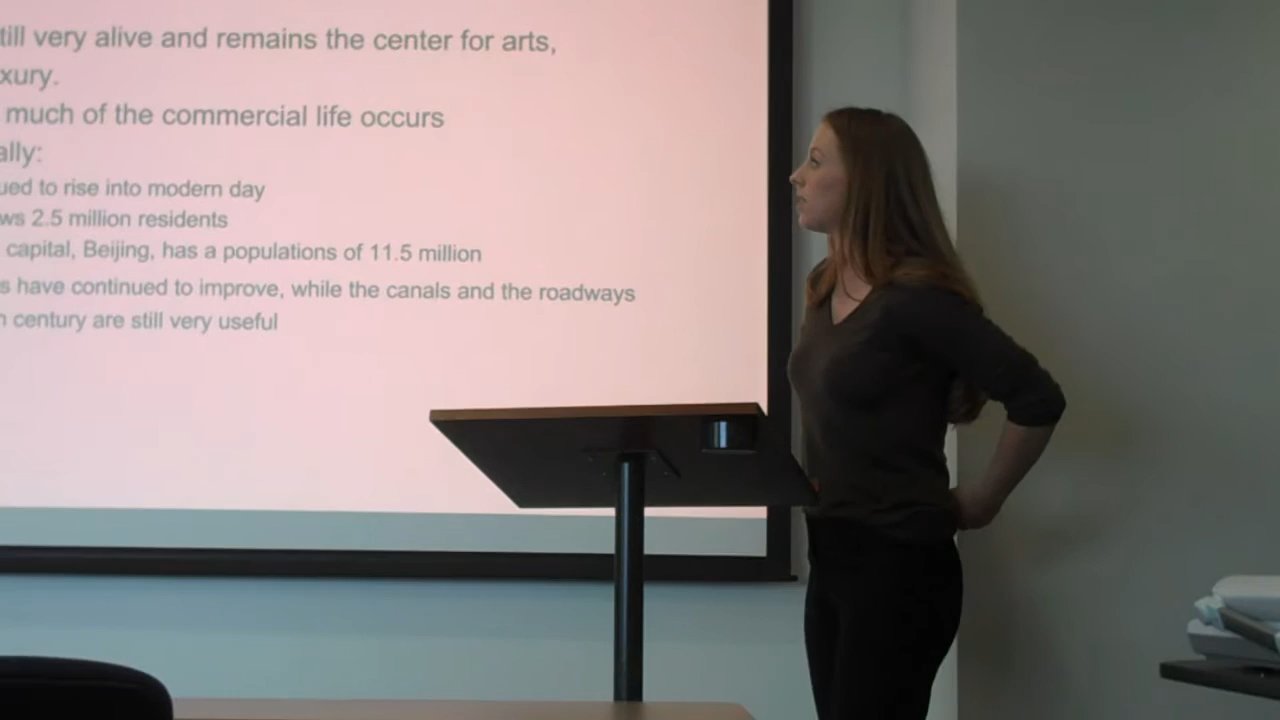 till very alive and remains the center for arts,
xury.
much of the commercial life occurs
ally:
ued to rise into modern day
ws 2.5 million residents
capital, Beijing, has a populations of 11.5 million
s have continued to improve, while the canals and the roadways
h century are still very useful